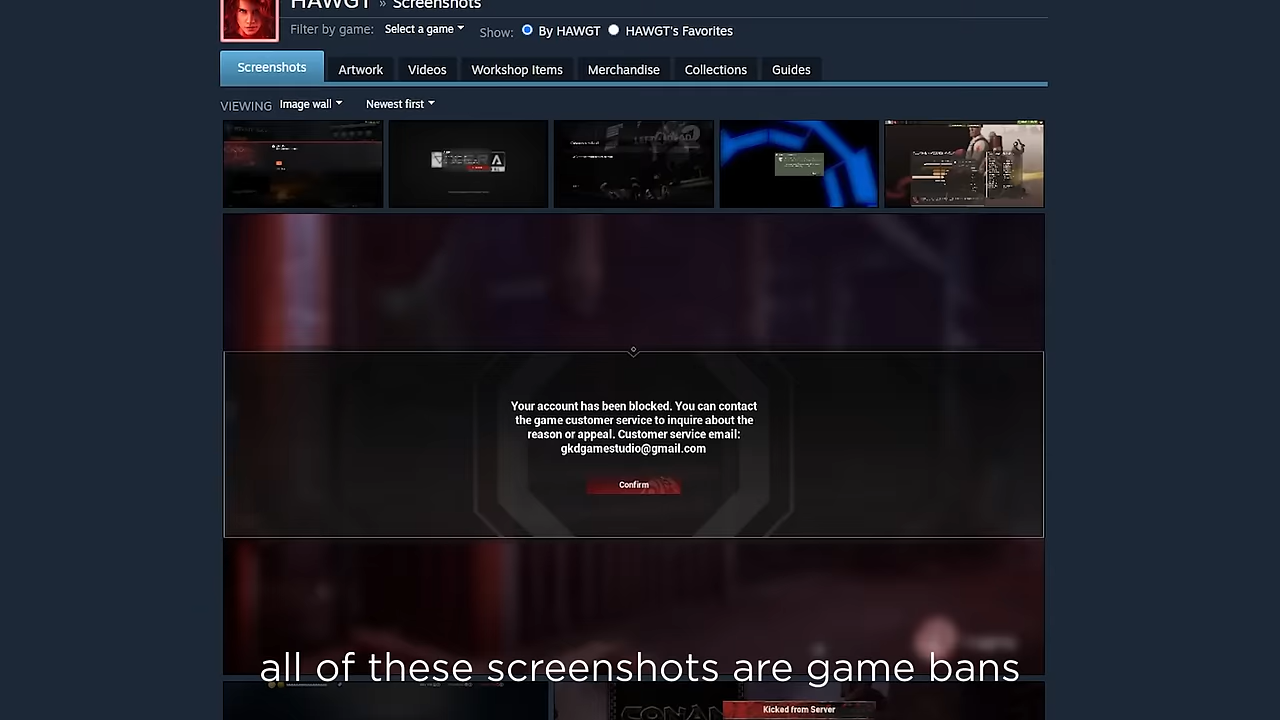 HAWGT » Screenshots
Filter by game: Select a game Show: By HAWGT HAWGT's Favorites
Screenshots Artwork Videos Workshop Items Merchandise Collections Guides
VIEWING Image wall Newest first
Your account has been blocked. You can contact
the game customer service to inquire about the
reason or appeal. Customer service email:
gkdgamestudio@gmail.com
Confirm
all of these screenshots are game bans
CONAN
Kicked from Server